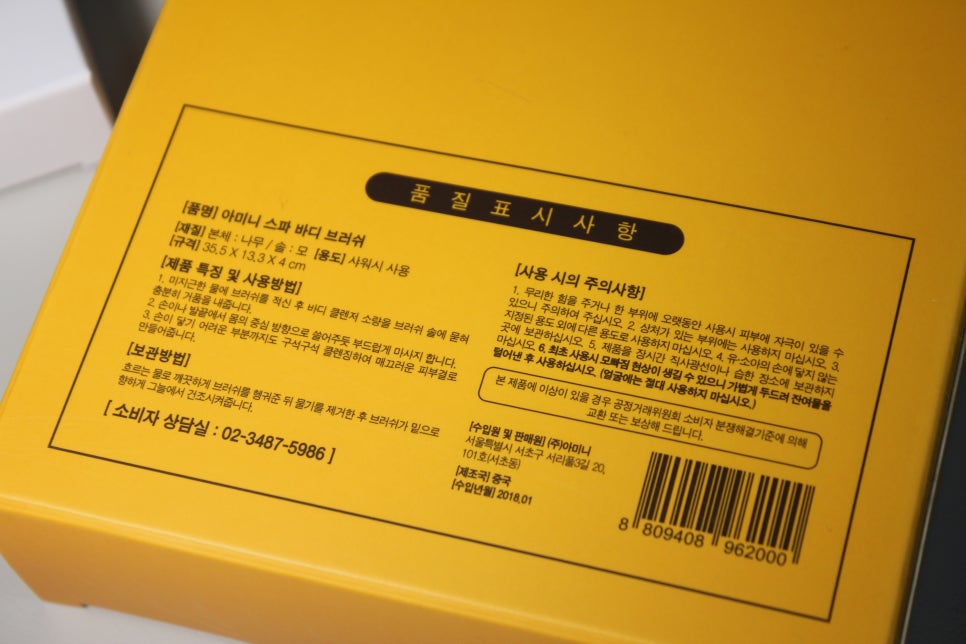 품질표시사항
[품명] 아미니 스파 바디 브러쉬
[재질] 본체 : 나무 / 솔 : 모 [용도] 샤워시 사용
[규격] 35.5 X 13.3 X 4 cm
[제품 특징 및 사용방법]
1. 미지근한 물에 브러쉬를 적신 후 바디 클렌저 소량을 브러쉬 솔에 묻혀
충분히 거품을 내줍니다.
2. 손이나 발끝에서 몸의 중심 방향으로 쓸어주듯 부드럽게 마사지 합니다.
3. 손이 닿기 어려운 부분까지도 구석구석 클렌징하여 매끄러운 피부결로
만들어줍니다.
[보관방법]
흐르는 물로 깨끗하게 브러쉬를 헹궈준 뒤 물기를 제거한 후 브러쉬가 밑으로
향하게 그늘에서 건조시켜줍니다.
[ 소비자 상담실 : 02-3487-5986 ]
[사용 시의 주의사항]
1. 무리한 힘을 주거나 한 부위에 오랫동안 사용시 피부에 자극이 있을 수
있으니 주의하여 주십시오. 2. 상처가 있는 부위에는 사용하지 마십시오. 3.
지정된 용도 외에 다른 용도로 사용하지 마십시오. 4. 유·소아의 손에 닿지 않는
곳에 보관하십시오. 5. 제품을 장시간 직사광선이나 습한 장소에 보관하지
마십시오. 6. 최초 사용시 모빠짐 현상이 생길 수 있으니 가볍게 두드려 잔여물을
털어낸 후 사용하십시오. (얼굴에는 절대 사용하지 마십시오.)
본 제품에 이상이 있을 경우 공정거래위원회 소비자 분쟁해결기준에 의해
교환 또는 보상해 드립니다.
[수입원 및 판매원] (주)아미니
서울특별시 서초구 서리풀3길 20,
101호(서초동)
[제조국] 중국
[수입년월] 2018.01
8 809408 962000